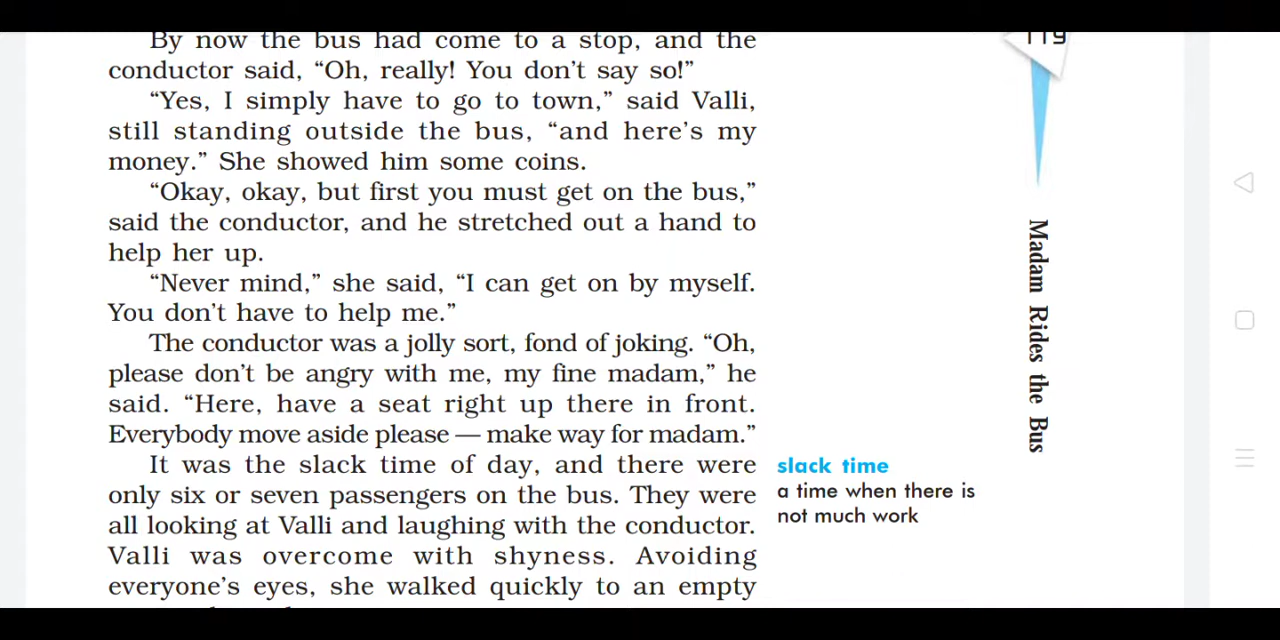 119
By now the bus had come to a stop, and the
conductor said, “Oh, really! You don’t say so!”
“Yes, I simply have to go to town,” said Valli,
still standing outside the bus, “and here’s my
money.” She showed him some coins.
“Okay, okay, but first you must get on the bus,”
said the conductor, and he stretched out a hand to
help her up.
“Never mind,” she said, “I can get on by myself.
You don’t have to help me.”
The conductor was a jolly sort, fond of joking. “Oh,
please don’t be angry with me, my fine madam,” he
said. “Here, have a seat right up there in front.
Everybody move aside please — make way for madam.”
It was the slack time of day, and there were
only six or seven passengers on the bus. They were
all looking at Valli and laughing with the conductor.
Valli was overcome with shyness. Avoiding
everyone’s eyes, she walked quickly to an empty
slack time
a time when there is
not much work
Madam Rides the Bus